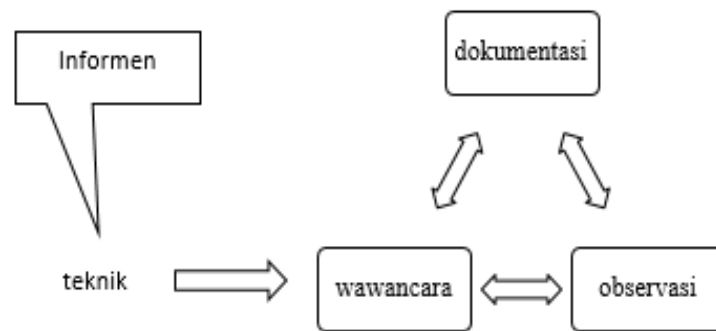 dokumentasi
Informen
teknik
wawancara
observasi